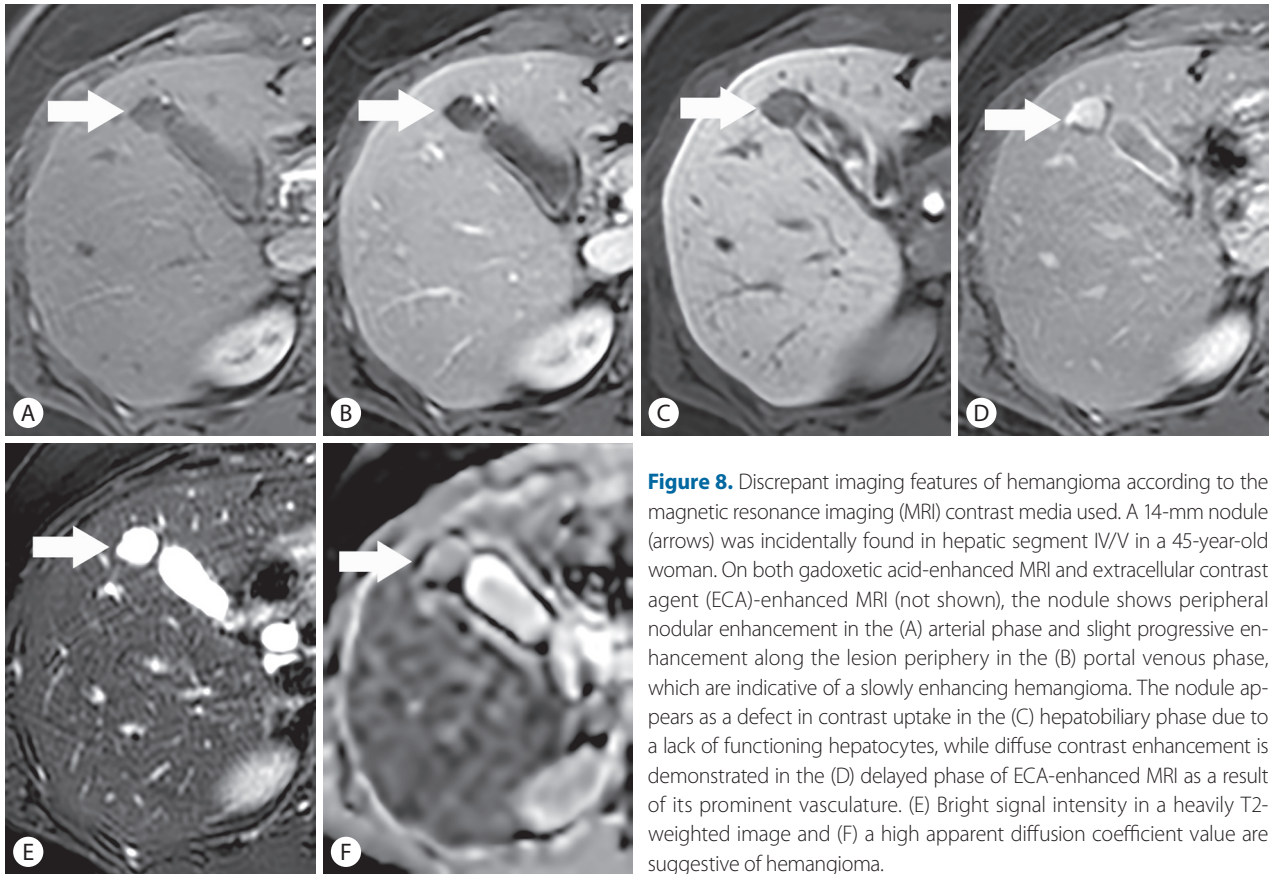 A
B
C
D
E
F
Figure 8. Discrepant imaging features of hemangioma according to the
magnetic resonance imaging (MRI) contrast media used. A 14-mm nodule
(arrows) was incidentally found in hepatic segment IV/V in a 45-year-old
woman. On both gadoxetic acid-enhanced MRI and extracellular contrast
agent (ECA)-enhanced MRI (not shown), the nodule shows peripheral
nodular enhancement in the (A) arterial phase and slight progressive en-
hancement along the lesion periphery in the (B) portal venous phase,
which are indicative of a slowly enhancing hemangioma. The nodule ap-
pears as a defect in contrast uptake in the (C) hepatobiliary phase due to
a lack of functioning hepatocytes, while diffuse contrast enhancement is
demonstrated in the (D) delayed phase of ECA-enhanced MRI as a result
of its prominent vasculature. (E) Bright signal intensity in a heavily T2-
weighted image and (F) a high apparent diffusion coefficient value are
suggestive of hemangioma.